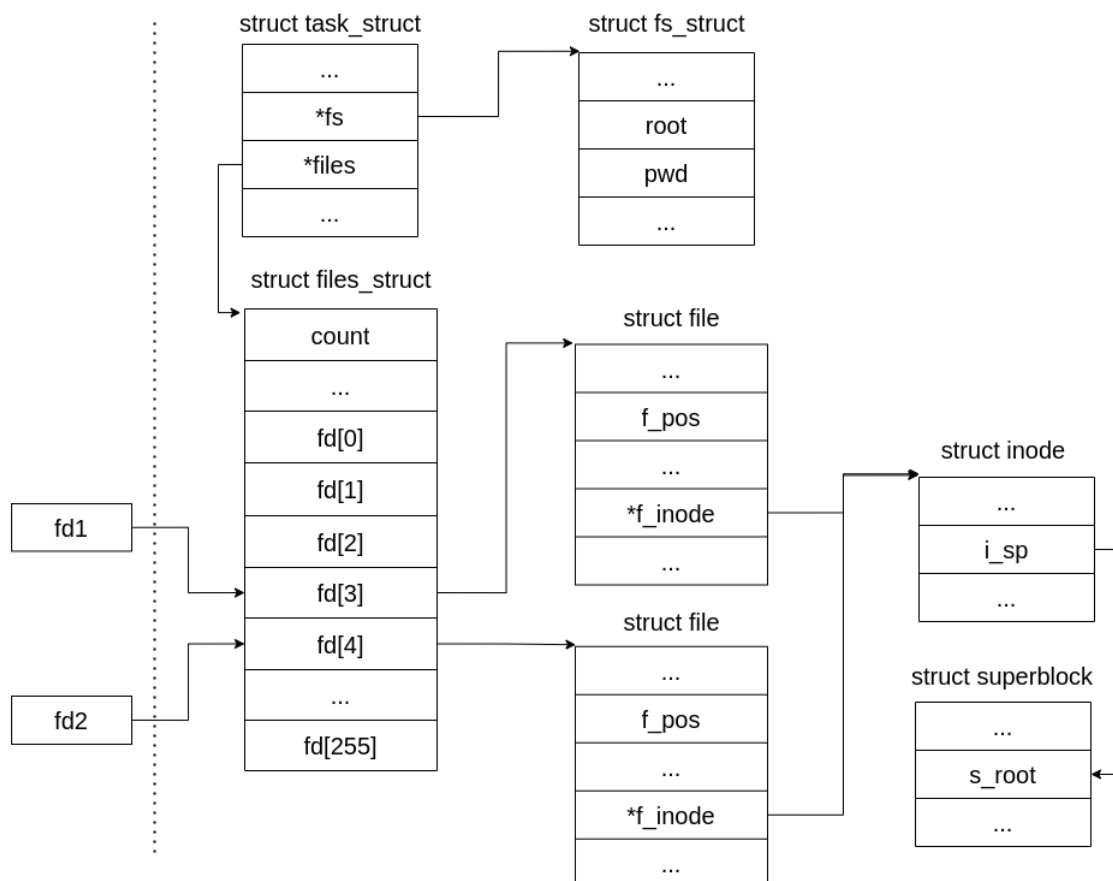 struct task_struct
...
*fs
*files
...
struct fs_struct
...
root
pwd
...
struct files_struct
count
...
fd[0]
fd[1]
fd[2]
fd[3]
fd[4]
...
fd[255]
fd1
fd2
struct file
...
f_pos
...
*f_inode
...
struct file
...
f_pos
...
*f_inode
...
struct inode
...
i_sp
...
struct superblock
...
s_root
...